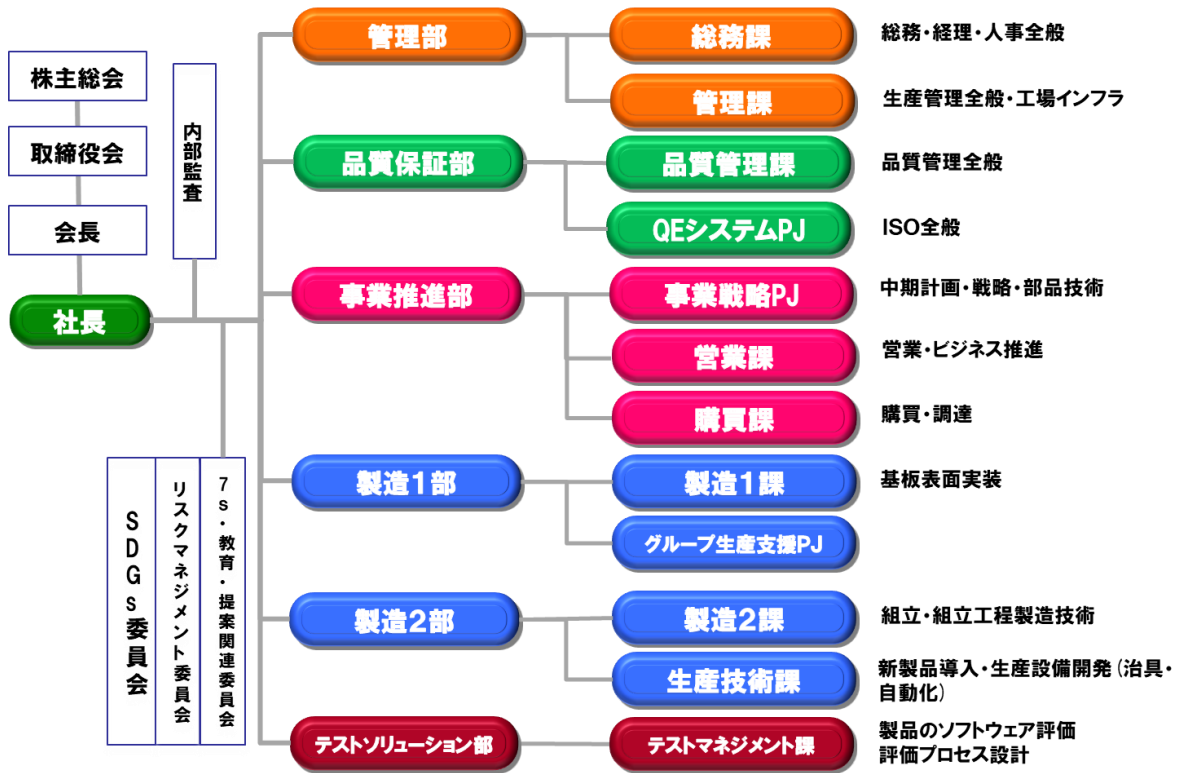 株主総会
取締役会
会長
社長
内部監査
SDGs委員会
リスクマネジメント委員会
7s・教育・提案関連委員会
管理部
総務課
総務・経理・人事全般
管理課
生産管理全般・工場インフラ
品質保証部
品質管理課
品質管理全般
QEシステムPJ
ISO全般
事業推進部
事業戦略PJ
中期計画・戦略・部品技術
営業課
営業・ビジネス推進
購買課
購買・調達
製造1部
製造1課
基板表面実装
グループ生産支援PJ
製造2部
製造2課
組立・組立工程製造技術
生産技術課
新製品導入・生産設備開発(治具・
自動化)
テストソリューション部
テストマネジメント課
製品のソフトウェア評価
評価プロセス設計